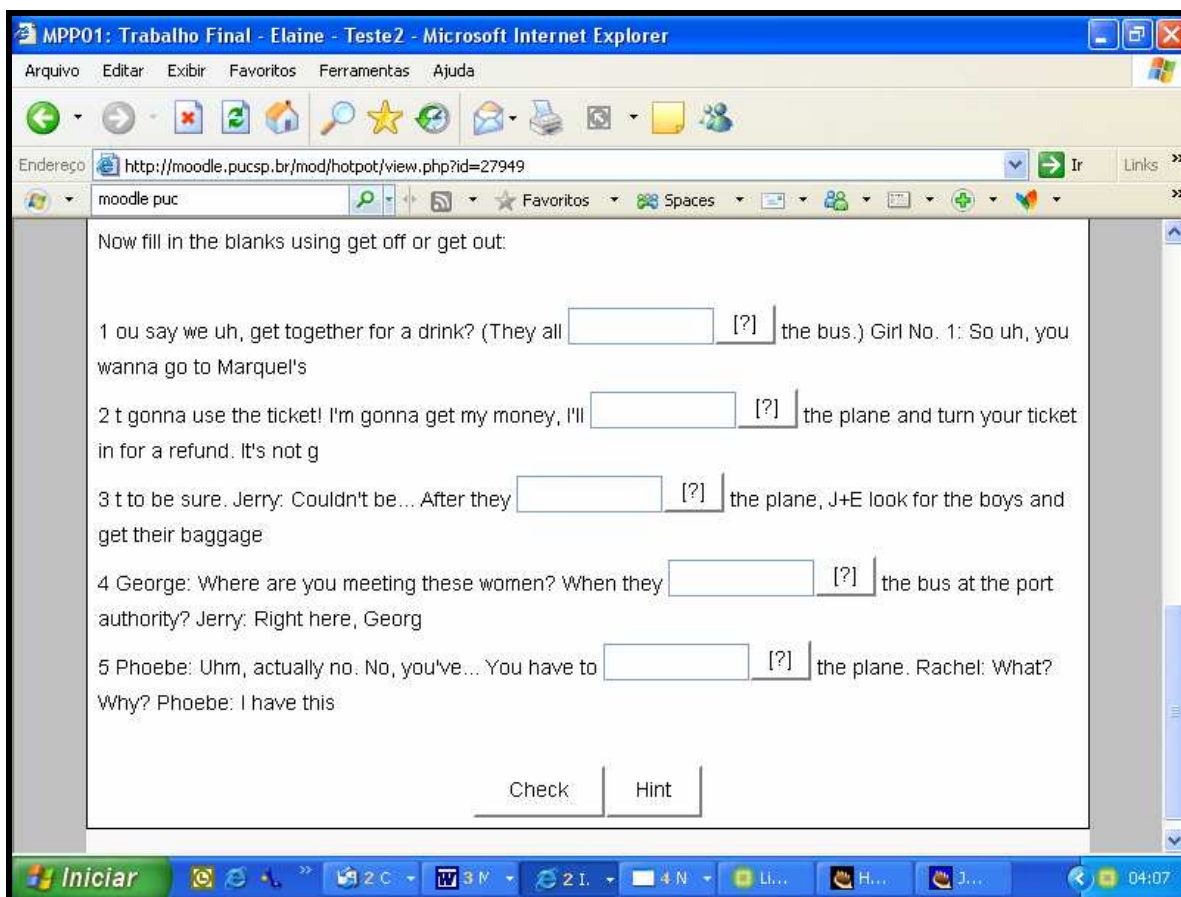 MPP01: Trabalho Final - Elaine - Teste2 - Microsoft Internet Explorer
Arquivo Editar Exibir Favoritos Ferramentas Ajuda
Endereço http://moodle.pucsp.br/mod/hotpot/view.php?id=27949 Ir Links »
moodle puc Favoritos Spaces »
Now fill in the blanks using get off or get out:
1 ou say we uh, get together for a drink? (They all [?] the bus.) Girl No. 1: So uh, you
wanna go to Marquel's
2 t gonna use the ticket! I'm gonna get my money, I'll [?] the plane and turn your ticket
in for a refund. It's not g
3 t to be sure. Jerry: Couldn't be... After they [?] the plane, J+E look for the boys and
get their baggage
4 George: Where are you meeting these women? When they [?] the bus at the port
authority? Jerry: Right here, Georg
5 Phoebe: Uhm, actually no. No, you've... You have to [?] the plane. Rachel: What?
Why? Phoebe: I have this
Check Hint
Iniciar » 2 C 3 M 2 I. 4 N Li... H... J... 04:07